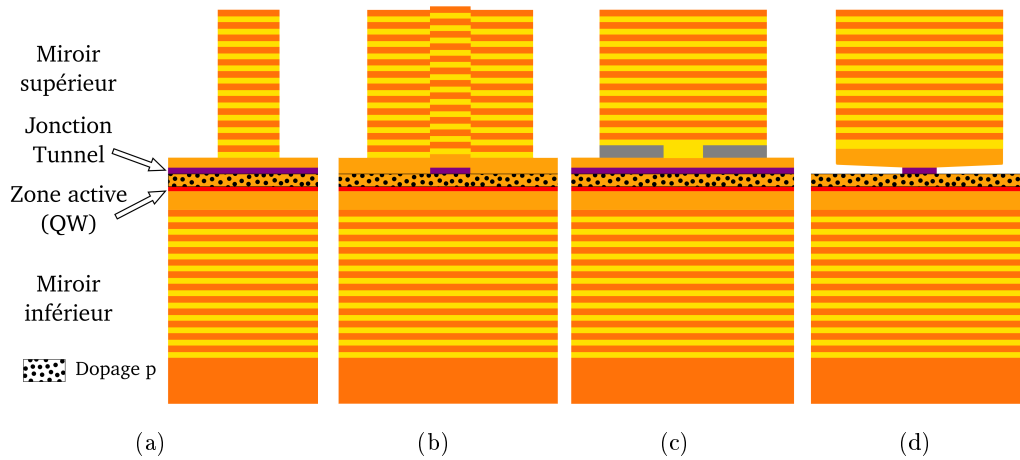 Miroir
supérieur
Jonction
Tunnel
Zone active
(QW)
Miroir
inférieur
Dopage p
(a)
(b)
(c)
(d)